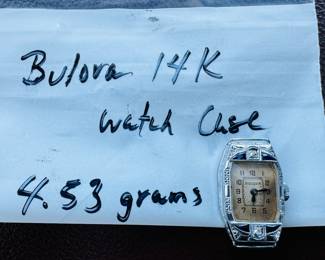 Bulova 14K
watch Case
4.53 grams